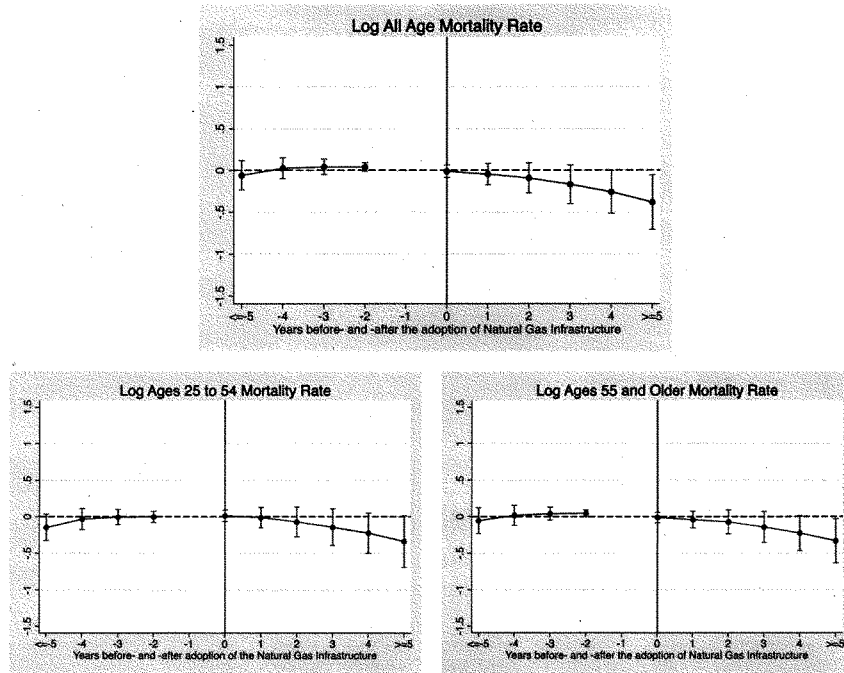 Log All Age Mortality Rate
1.5
1
.5
0
-.5
-1
-1.5
<=-5 -4 -3 -2 -1 0 1 2 3 4 >=5
Years before- and -after the adoption of Natural Gas Infrastructure
Log Ages 25 to 54 Mortality Rate
1.5
1
.5
0
-.5
-1
-1.5
<=-5 -4 -3 -2 -1 0 1 2 3 4 >=5
Years before- and -after adoption of the Natural Gas Infrastructure
Log Ages 55 and Older Mortality Rate
1.5
1
.5
0
-.5
-1
-1.5
<=-5 -4 -3 -2 -1 0 1 2 3 4 >=5
Years before- and -after the adoption of Natural Gas Infrastructure